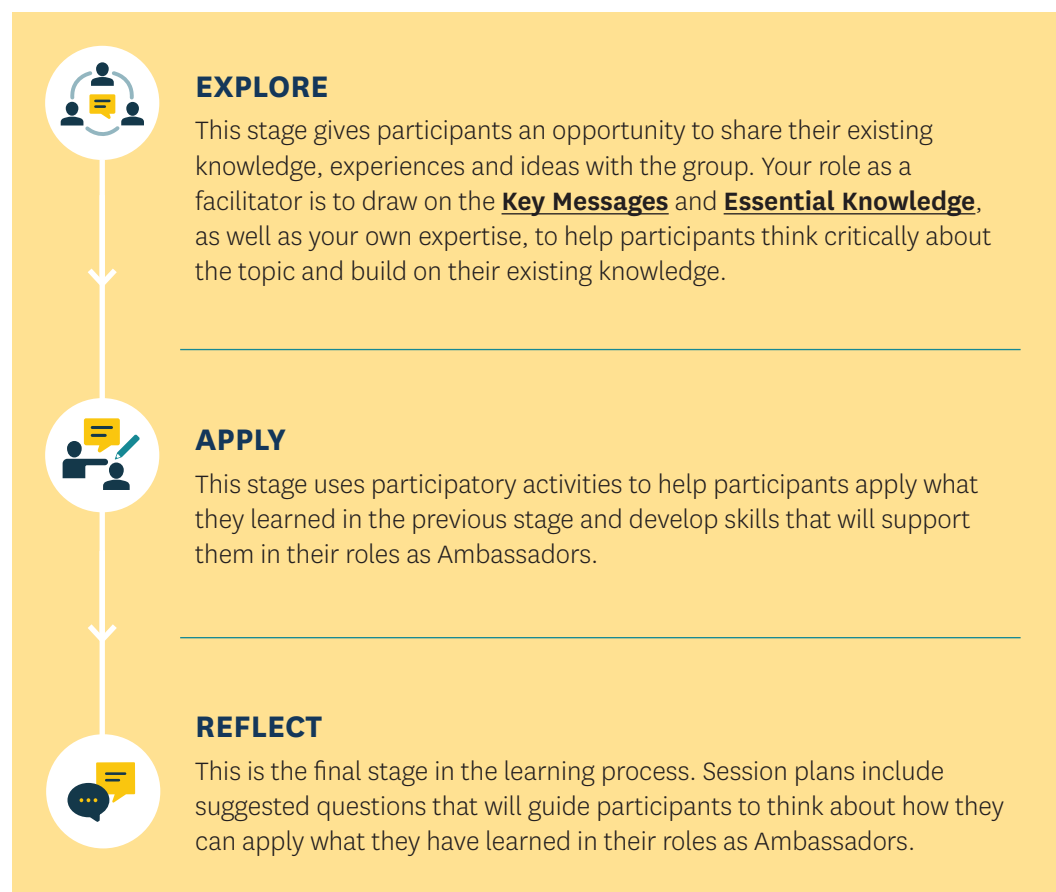 EXPLORE
This stage gives participants an opportunity to share their existing
knowledge, experiences and ideas with the group. Your role as a
facilitator is to draw on the Key Messages and Essential Knowledge,
as well as your own expertise, to help participants think critically about
the topic and build on their existing knowledge.
APPLY
This stage uses participatory activities to help participants apply what
they learned in the previous stage and develop skills that will support
them in their roles as Ambassadors.
REFLECT
This is the final stage in the learning process. Session plans include
suggested questions that will guide participants to think about how they
can apply what they have learned in their roles as Ambassadors.